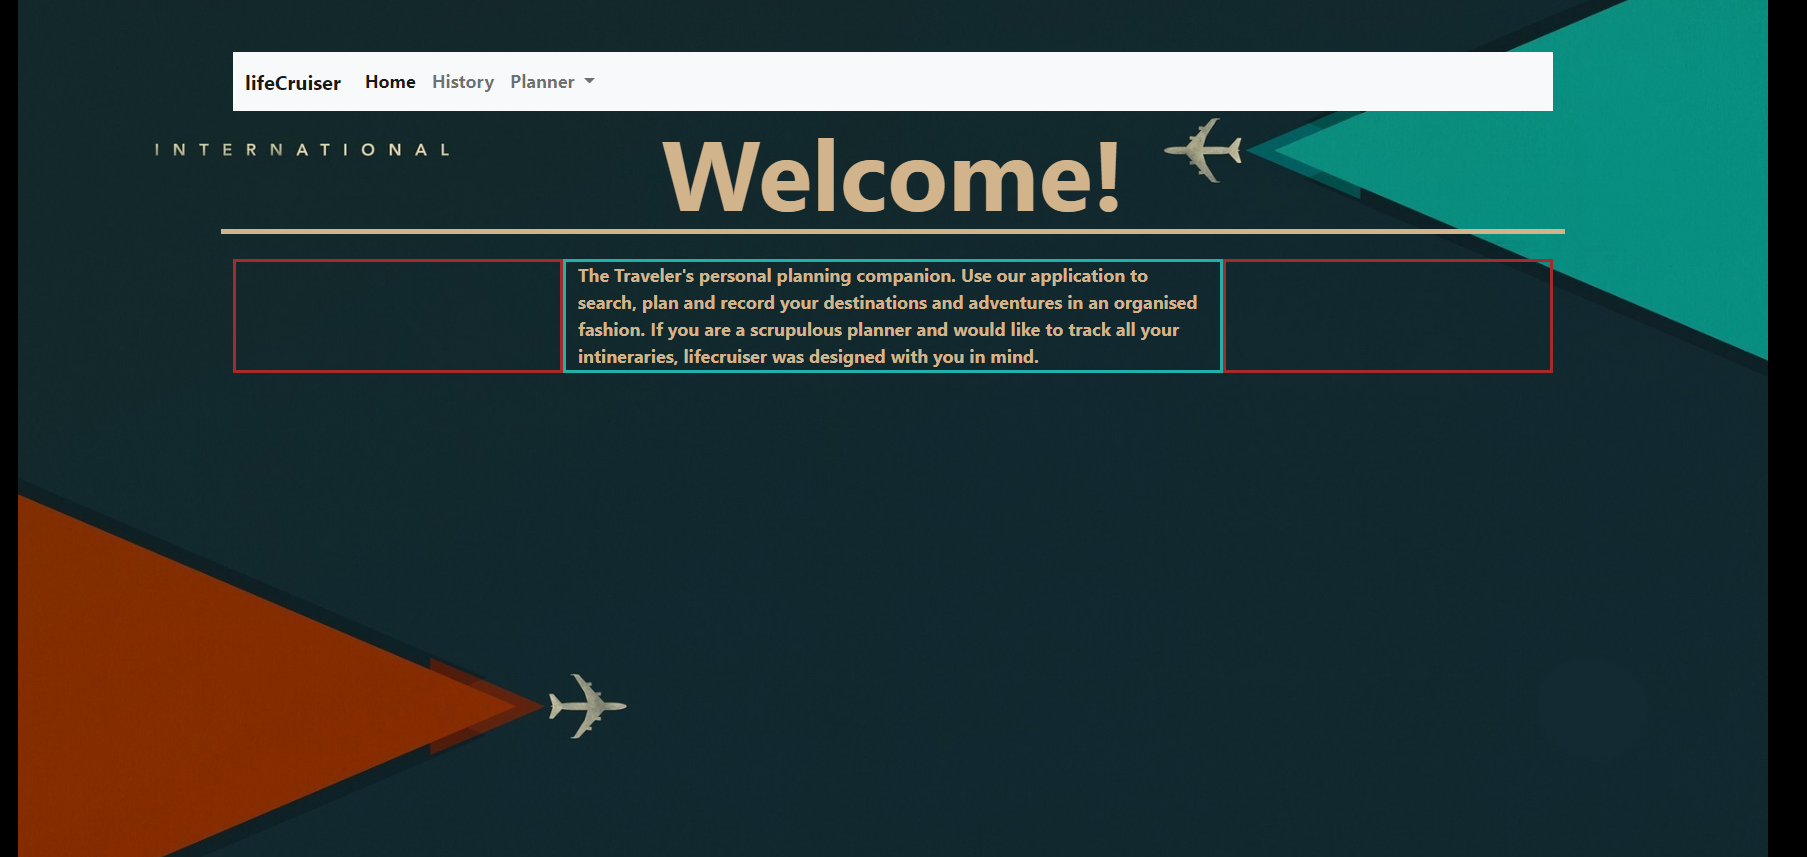 lifeCruiser Home History Planner
INTERNATIONAL
Welcome!
The Traveler's personal planning companion. Use our application to
search, plan and record your destinations and adventures in an organised
fashion. If you are a scrupulous planner and would like to track all your
intineraries, lifecruiser was designed with you in mind.